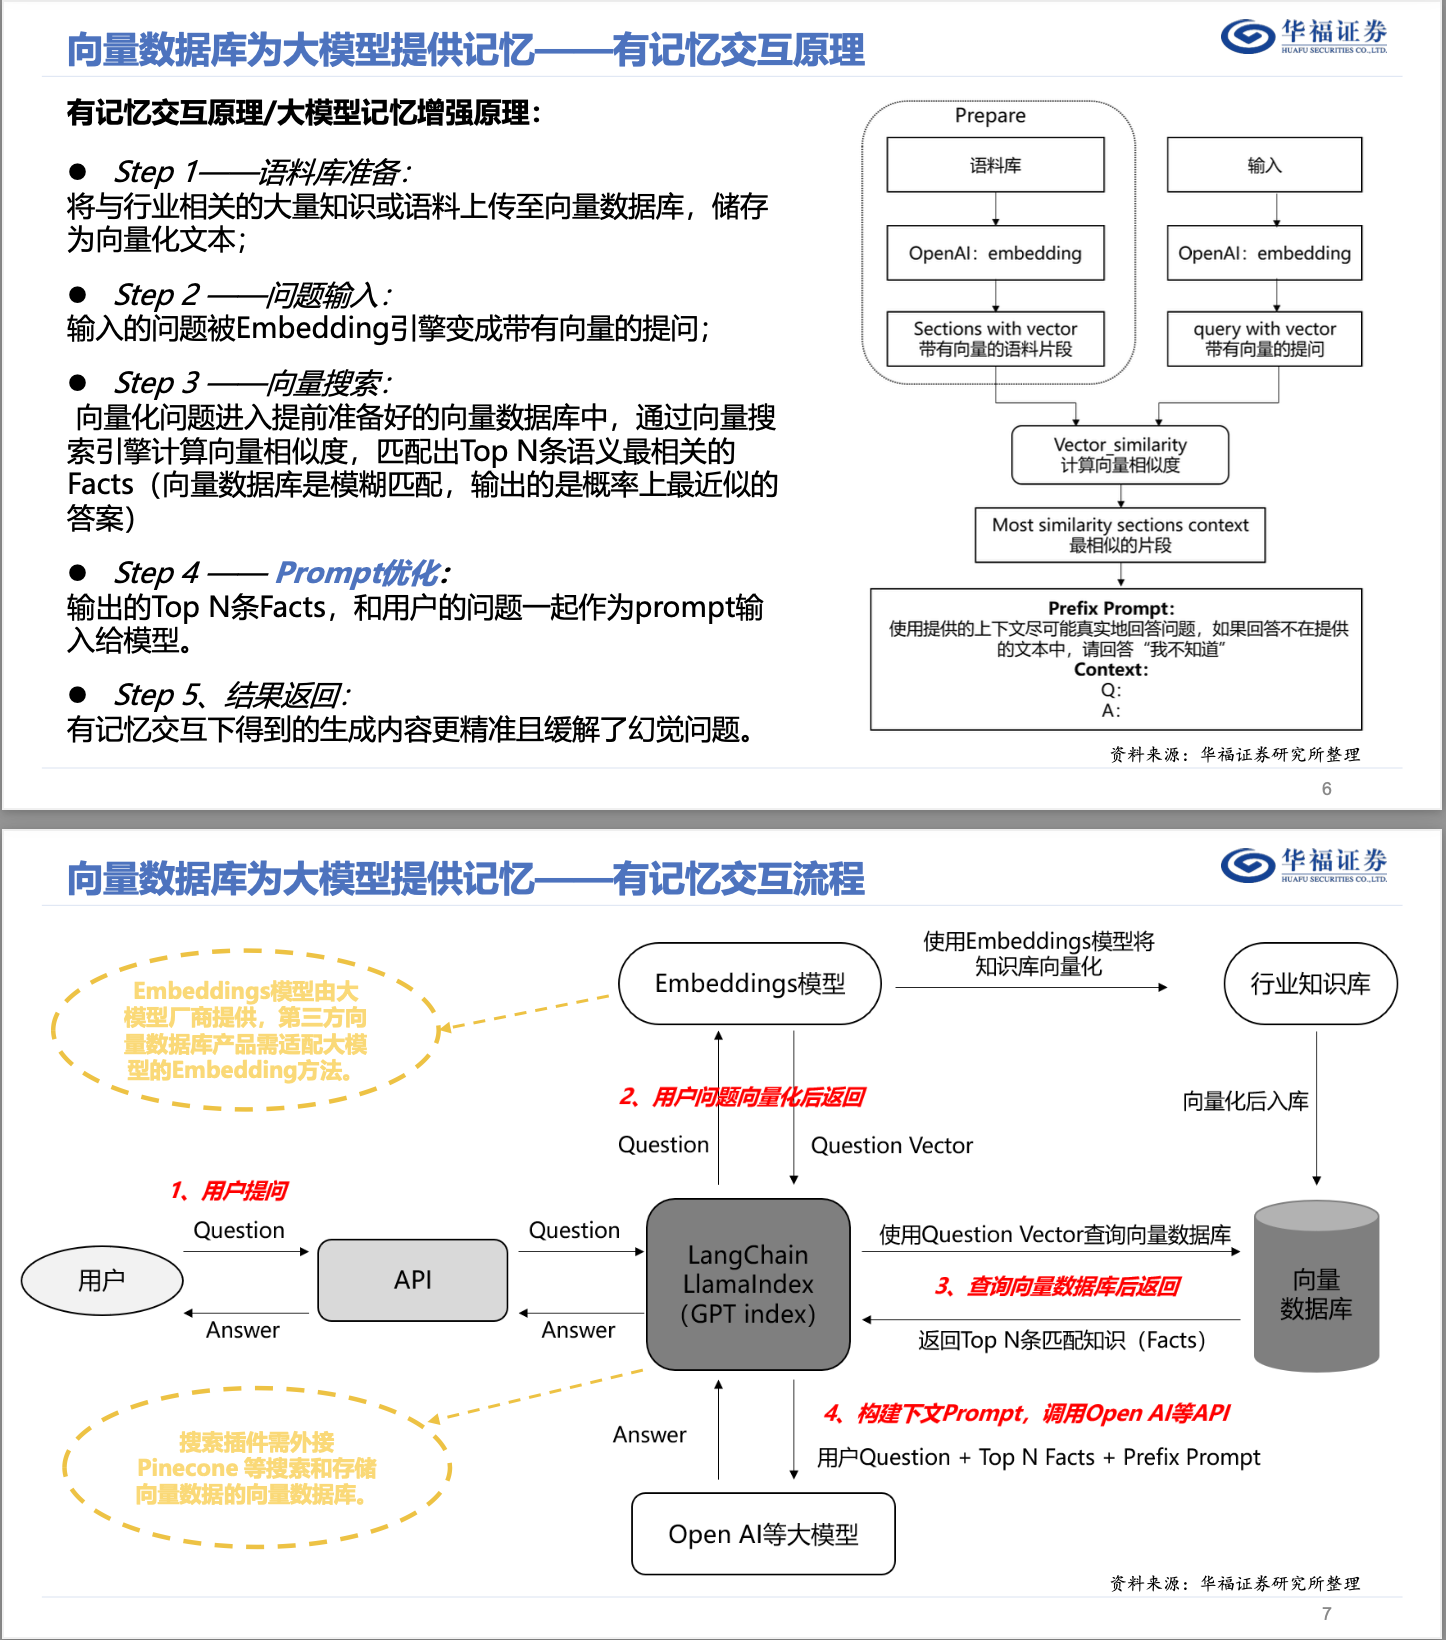 向量数据库为大模型提供记忆——有记忆交互原理
华福证券
HUAFU SECURITIES CO.,LTD.
有记忆交互原理/大模型记忆增强原理：
● Step 1——语料库准备：
将与行业相关的大量知识或语料上传至向量数据库，储存
为向量化文本；
● Step 2 ——问题输入：
输入的问题被Embedding引擎变成带有向量的提问；
● Step 3 ——向量搜索：
向量化问题进入提前准备好的向量数据库中，通过向量搜
索引擎计算向量相似度，匹配出Top N条语义最相关的
Facts（向量数据库是模糊匹配，输出的是概率上最近似的
答案）
● Step 4 —— Prompt优化：
输出的Top N条Facts，和用户的问题一起作为prompt输
入给模型。
● Step 5、结果返回：
有记忆交互下得到的生成内容更精准且缓解了幻觉问题。
Prepare
语料库
OpenAI：embedding
Sections with vector
带有向量的语料片段
输入
OpenAI：embedding
query with vector
带有向量的提问
Vector_similarity
计算向量相似度
Most similarity sections context
最相似的片段
Prefix Prompt：
使用提供的上下文尽可能真实地回答问题，如果回答不在提供
的文本中，请回答“我不知道”
Context：
Q：
A：
资料来源：华福证券研究所整理
6
向量数据库为大模型提供记忆——有记忆交互流程
华福证券
HUAFU SECURITIES CO.,LTD.
Embeddings模型由大
模型厂商提供，第三方向
量数据库产品需适配大模
型的Embedding方法。
Embeddings模型
使用Embeddings模型将
知识库向量化
行业知识库
2、用户问题向量化后返回
Question
Question Vector
向量化后入库
1、用户提问
Question
Question
用户
API
LangChain
LlamaIndex
（GPT index）
Answer
Answer
使用Question Vector查询向量数据库
3、查询向量数据库后返回
返回Top N条匹配知识（Facts）
向量
数据库
搜索插件需外接
Pinecone 等搜索和存储
向量数据的向量数据库。
Answer
4、构建下文Prompt，调用Open AI等API
用户Question + Top N Facts + Prefix Prompt
Open AI等大模型
资料来源：华福证券研究所整理
7